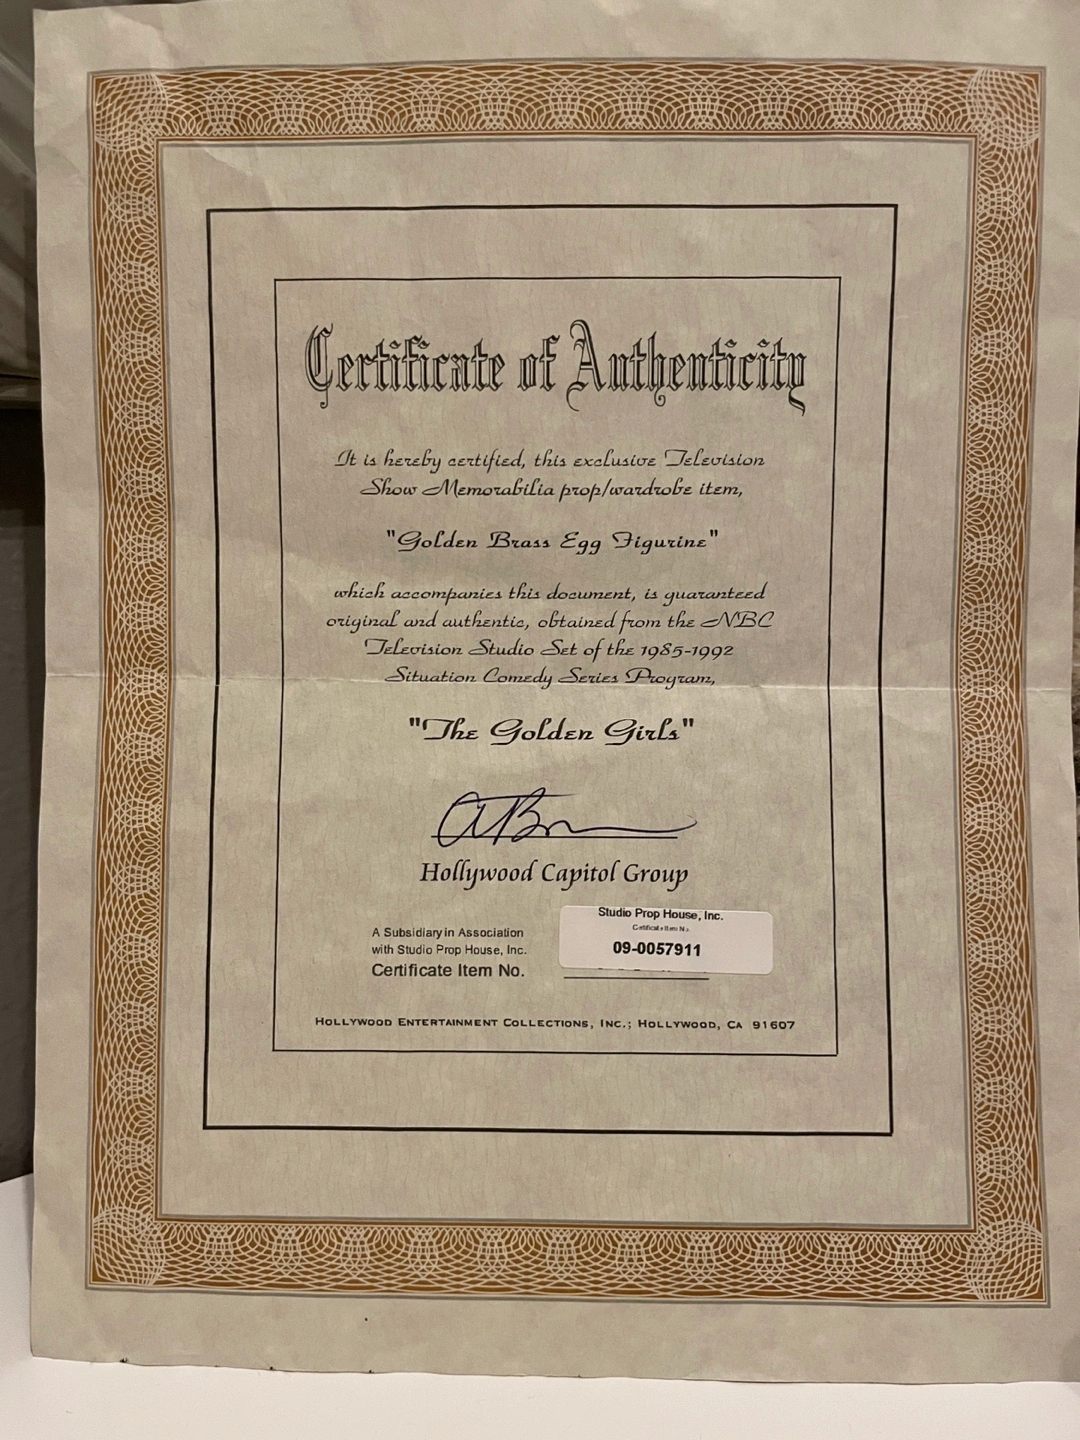 Certificate of Authenticity
It is hereby certified, this exclusive Television
Show Memorabilia prop/wardrobe item,
"Golden Brass Egg Figurine"
which accompanies this document, is guaranteed
original and authentic, obtained from the NBC
Television Studio Set of the 1985-1992
Situation Comedy Series Program,
"The Golden Girls"
Hollywood Capitol Group
A Subsidiary in Association
with Studio Prop House, Inc.
Certificate Item No.
Studio Prop House, Inc.
Certificate Item No.
09-0057911
HOLLYWOOD ENTERTAINMENT COLLECTIONS, INC.; HOLLYWOOD, CA 91607